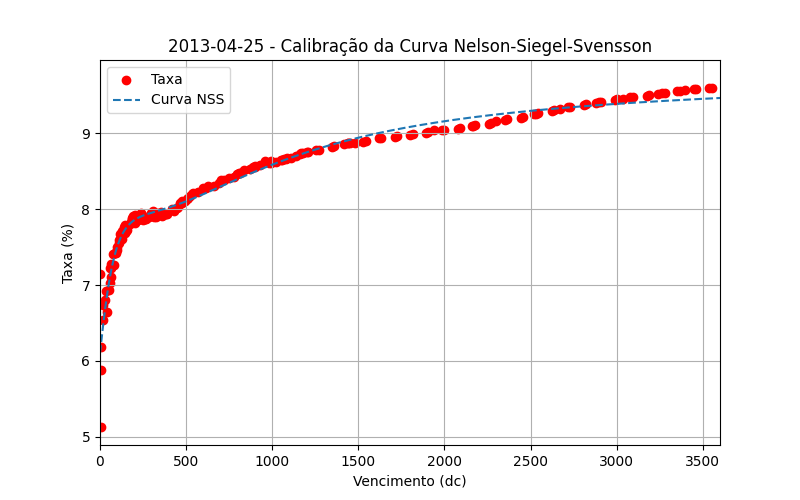 2013-04-25 - Calibração da Curva Nelson-Siegel-Svensson
Taxa
Curva NSS
Taxa (%)
9
8
7
6
5
0 500 1000 1500 2000 2500 3000 3500
Vencimento (dc)